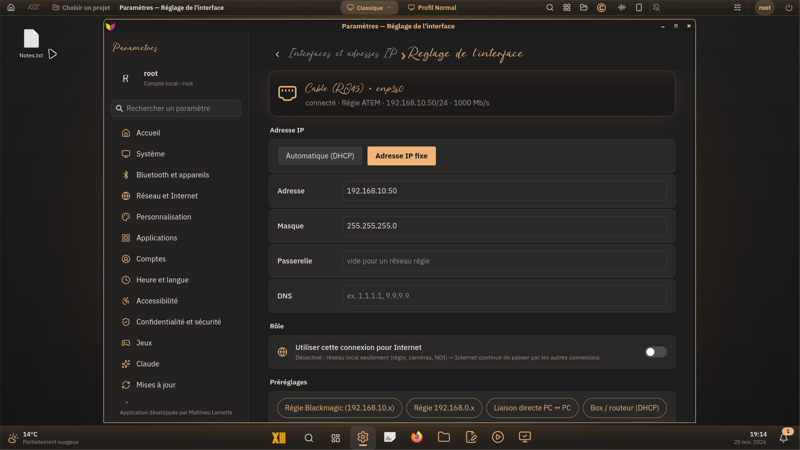 Choisir un projet
Paramètres — Réglage de l'interface
Classique
Profil Normal
root
Notes.txt
Paramètres — Réglage de l'interface
Paramètres
root
Compte local · root
Rechercher un paramètre
Accueil
Système
Bluetooth et appareils
Réseau et Internet
Personnalisation
Applications
Comptes
Heure et langue
Accessibilité
Confidentialité et sécurité
Jeux
Claude
Mises à jour
Application développée par Matthieu Lamotte
Interfaces et adresses IP › Réglage de l'interface
Câble (RJ45) • enp3s0
connecté · Régie ATEM · 192.168.10.50/24 · 1000 Mb/s
Adresse IP
Automatique (DHCP)
Adresse IP fixe
Adresse
192.168.10.50
Masque
255.255.255.0
Passerelle
vide pour un réseau régie
DNS
ex. 1.1.1.1, 9.9.9.9
Rôle
Utiliser cette connexion pour Internet
Désactivé : réseau local seulement (régie, caméras, NDI) — Internet continue de passer par les autres connexions
Préréglages
Régie Blackmagic (192.168.10.x)
Régie 192.168.0.x
Liaison directe PC ↔ PC
Box / routeur (DHCP)
14°C
Partiellement nuageux
XIII
19:14
20 nov. 2026
1